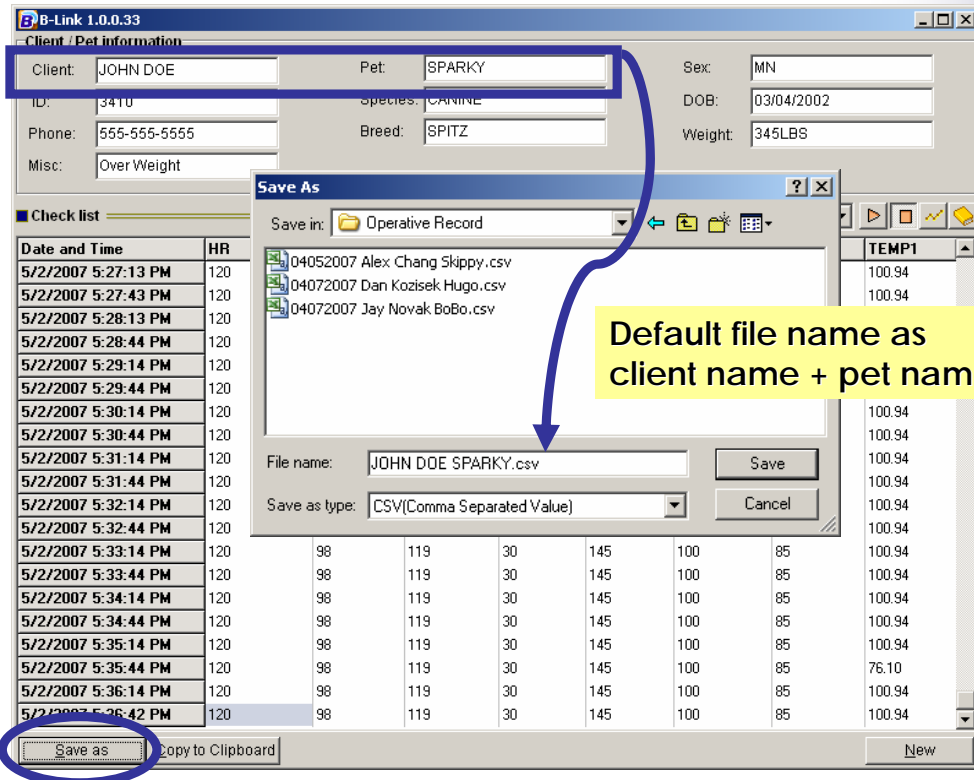 B-Link 1.0.0.33
Client / Pet information
Client: JOHN DOE Pet: SPARKY Sex: MN
ID: 3410 Species: CANINE DOB: 03/04/2002
Phone: 555-555-5555 Breed: SPITZ Weight: 345LBS
Misc: Over Weight
Save As
Save in: Operative Record
04052007 Alex Chang Skippy.csv
04072007 Dan Kozisek Hugo.csv
04072007 Jay Novak BoBo.csv
File name: JOHN DOE SPARKY.csv Save
Save as type: CSV(Comma Separated Value) Cancel
Default file name as
client name + pet nam
Check list
Date and Time HR TEMP1
5/2/2007 5:27:13 PM 120 100.94
5/2/2007 5:27:43 PM 120 100.94
5/2/2007 5:28:13 PM 120
5/2/2007 5:28:44 PM 120
5/2/2007 5:29:14 PM 120
5/2/2007 5:29:44 PM 120
5/2/2007 5:30:14 PM 120 100.94
5/2/2007 5:30:44 PM 120 100.94
5/2/2007 5:31:14 PM 120 100.94
5/2/2007 5:31:44 PM 120 100.94
5/2/2007 5:32:14 PM 120 100.94
5/2/2007 5:32:44 PM 120 100.94
5/2/2007 5:33:14 PM 120 98 119 30 145 100 85 100.94
5/2/2007 5:33:44 PM 120 98 119 30 145 100 85 100.94
5/2/2007 5:34:14 PM 120 98 119 30 145 100 85 100.94
5/2/2007 5:34:44 PM 120 98 119 30 145 100 85 100.94
5/2/2007 5:35:14 PM 120 98 119 30 145 100 85 100.94
5/2/2007 5:35:44 PM 120 98 119 30 145 100 85 76.10
5/2/2007 5:36:14 PM 120 98 119 30 145 100 85 100.94
5/2/2007 5:36:42 PM 120 98 119 30 145 100 85 100.94
Save as Copy to Clipboard New